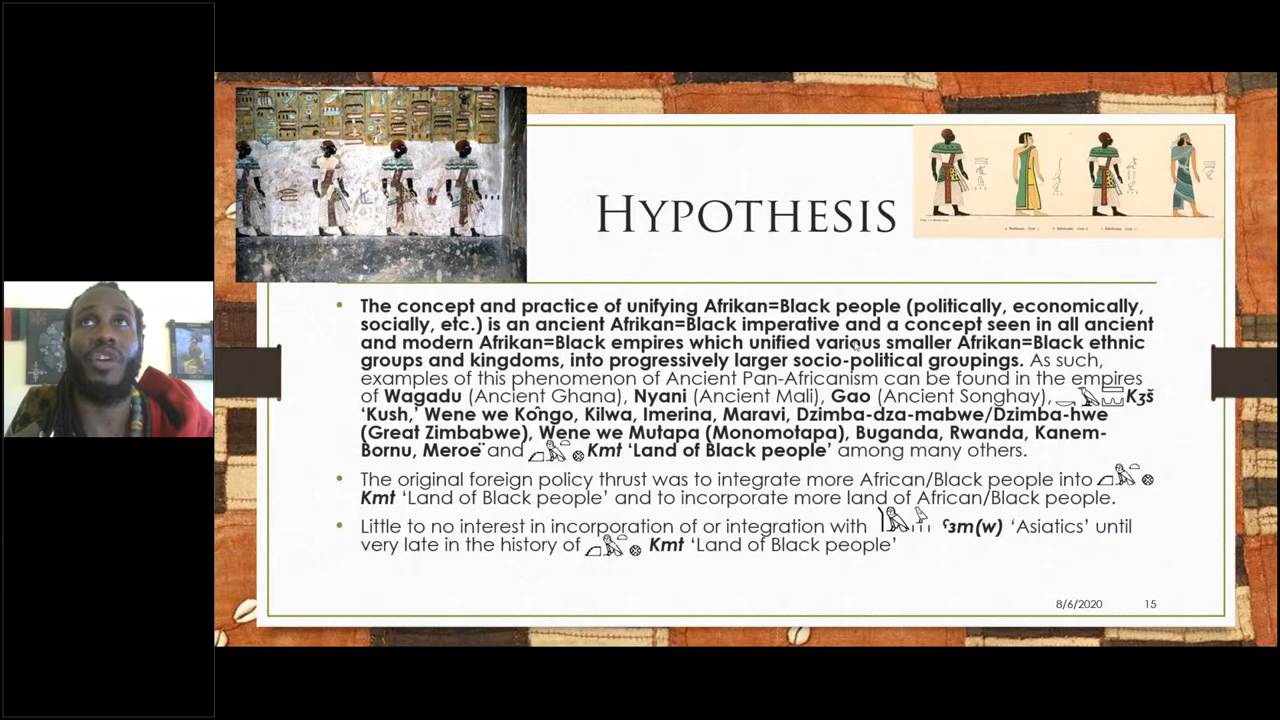 HYPOTHESIS
• The concept and practice of unifying Afrikan=Black people (politically, economically,
socially, etc.) is an ancient Afrikan=Black imperative and a concept seen in all ancient
and modern Afrikan=Black empires which unified various smaller Afrikan=Black ethnic
groups and kingdoms, into progressively larger socio-political groupings. As such,
examples of this phenomenon of Ancient Pan-Africanism can be found in the empires
of Wagadu (Ancient Ghana), Nyani (Ancient Mali), Gao (Ancient Songhay), Kꜣš
‘Kush,’ Wene we Kôngo, Kilwa, Imerina, Maravi, Dzimba-dza-mabwe/Dzimba-hwe
(Great Zimbabwe), Wene we Mutapa (Monomotapa), Buganda, Rwanda, Kanem-
Bornu, Meroë and Kmt ‘Land of Black people’ among many others.
• The original foreign policy thrust was to integrate more African/Black people into
Kmt ‘Land of Black people’ and to incorporate more land of African/Black people.
• Little to no interest in incorporation of or integration with ꜥꜣm(w) ‘Asiatics’ until
very late in the history of Kmt ‘Land of Black people’
8/6/2020 15